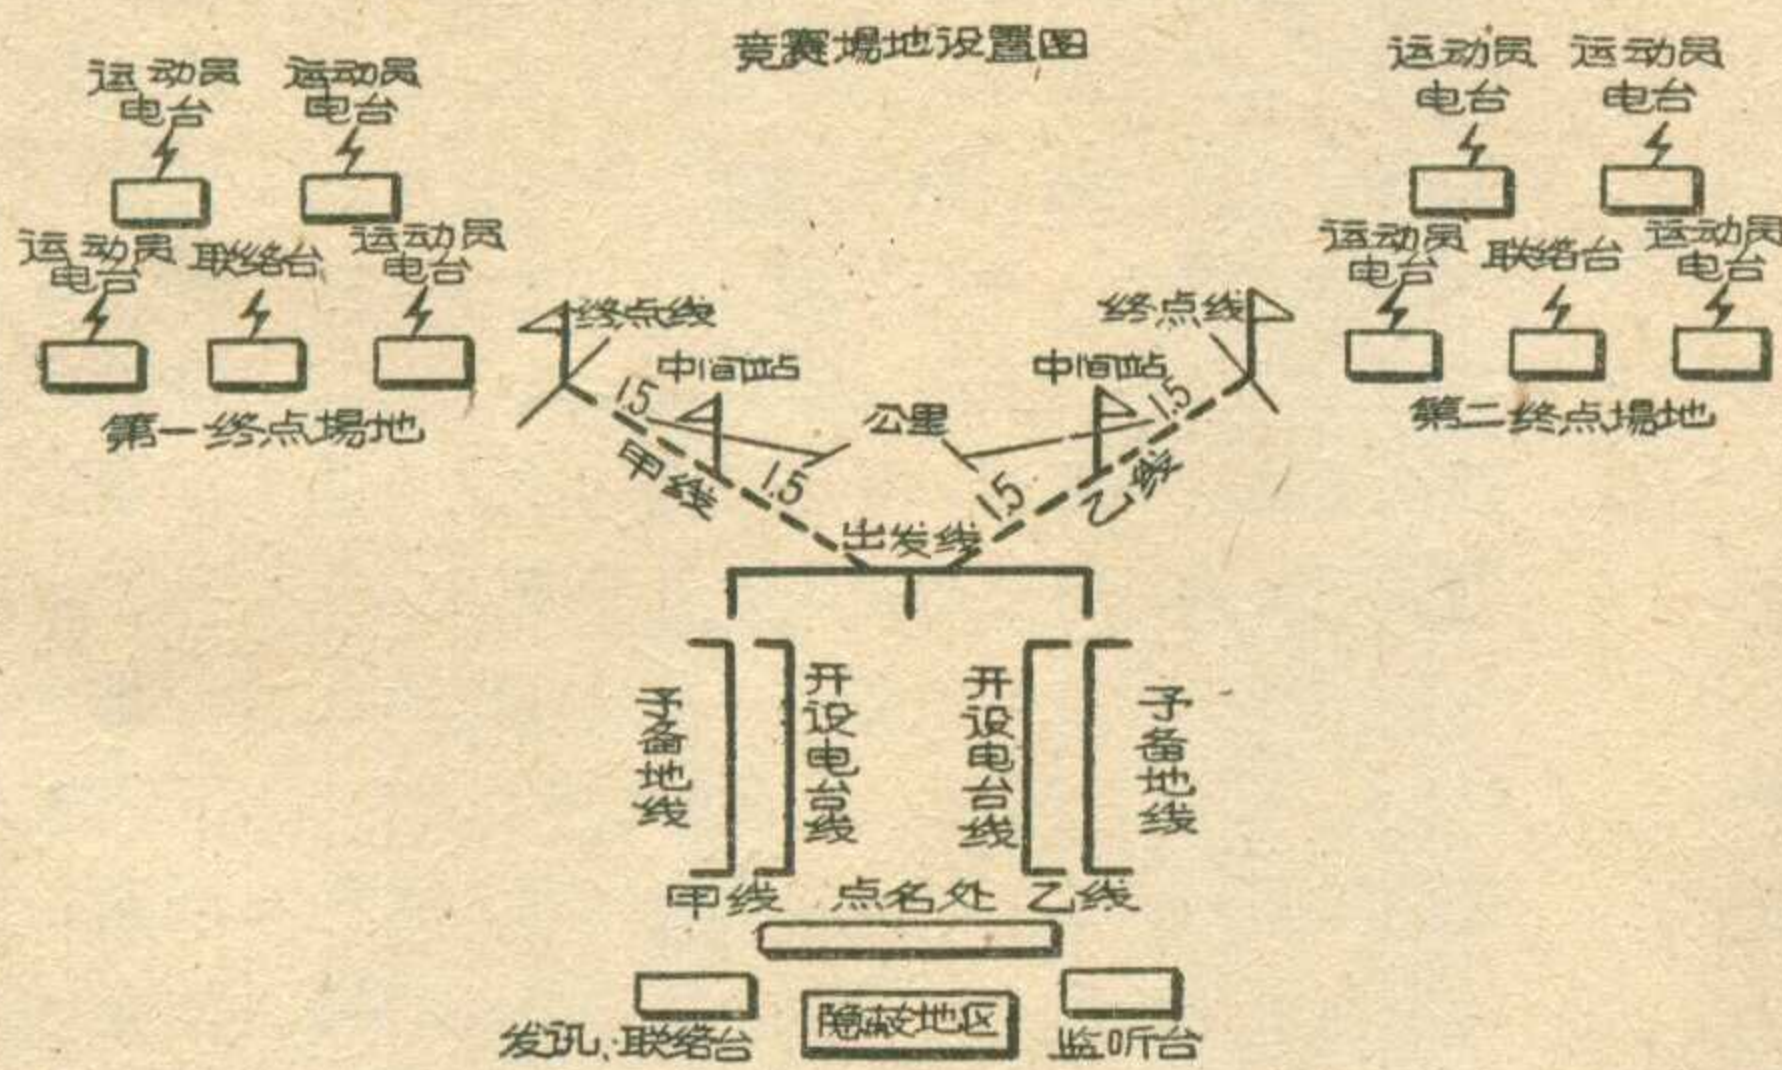 竞赛場地设置图
运动员
电台
运动员
电台
运动员
电台
联络台
运动员
电台
第一终点場地
运动员
电台
运动员
电台
运动员
电台
联络台
运动员
电台
第二终点場地
终点线
中间站
1.5
1.5
甲线
公里
终点线
中间站
1.5
1.5
乙线
出发线
予备地线
开设电台线
开设电台线
予备地线
甲线
点名处
乙线
发讯、联络台
隐蔽地区
监听台